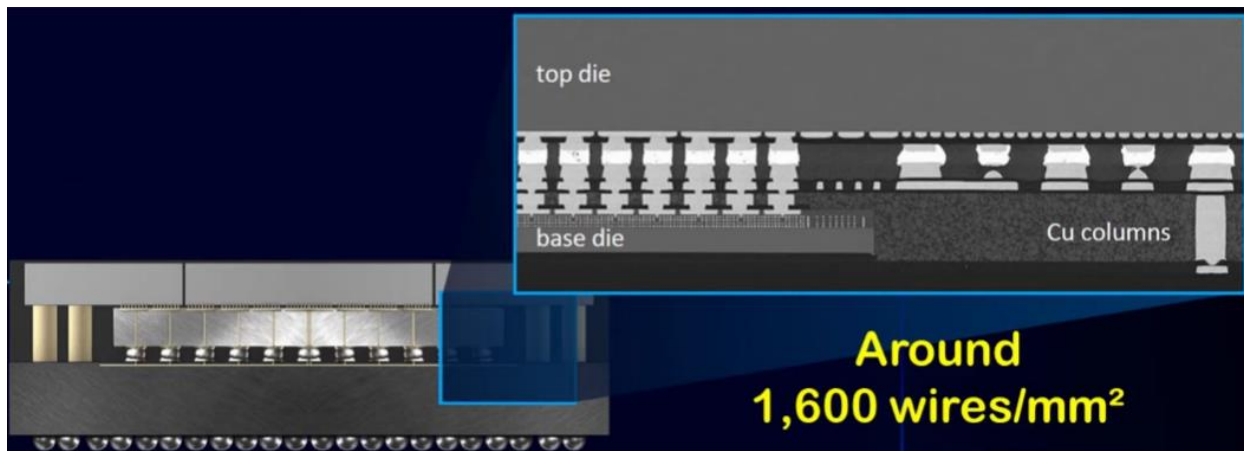 top die
base die
Cu columns
Around
1,600 wires/mm²